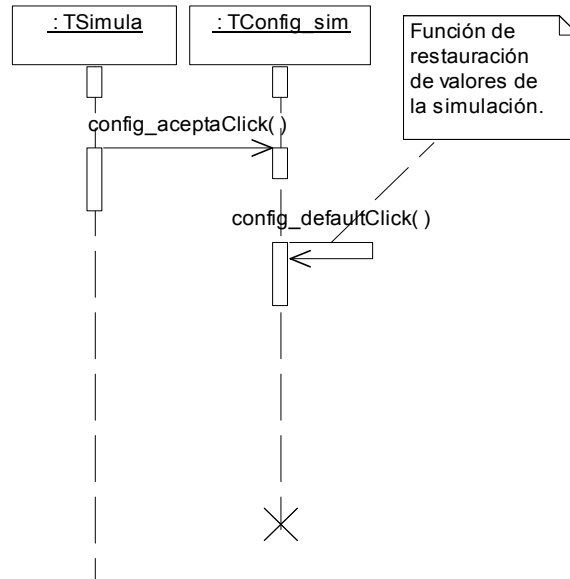 : TSimula
: TConfig_sim
Función de
restauración
de valores de
la simulación.
config_aceptaClick( )
config_defaultClick( )